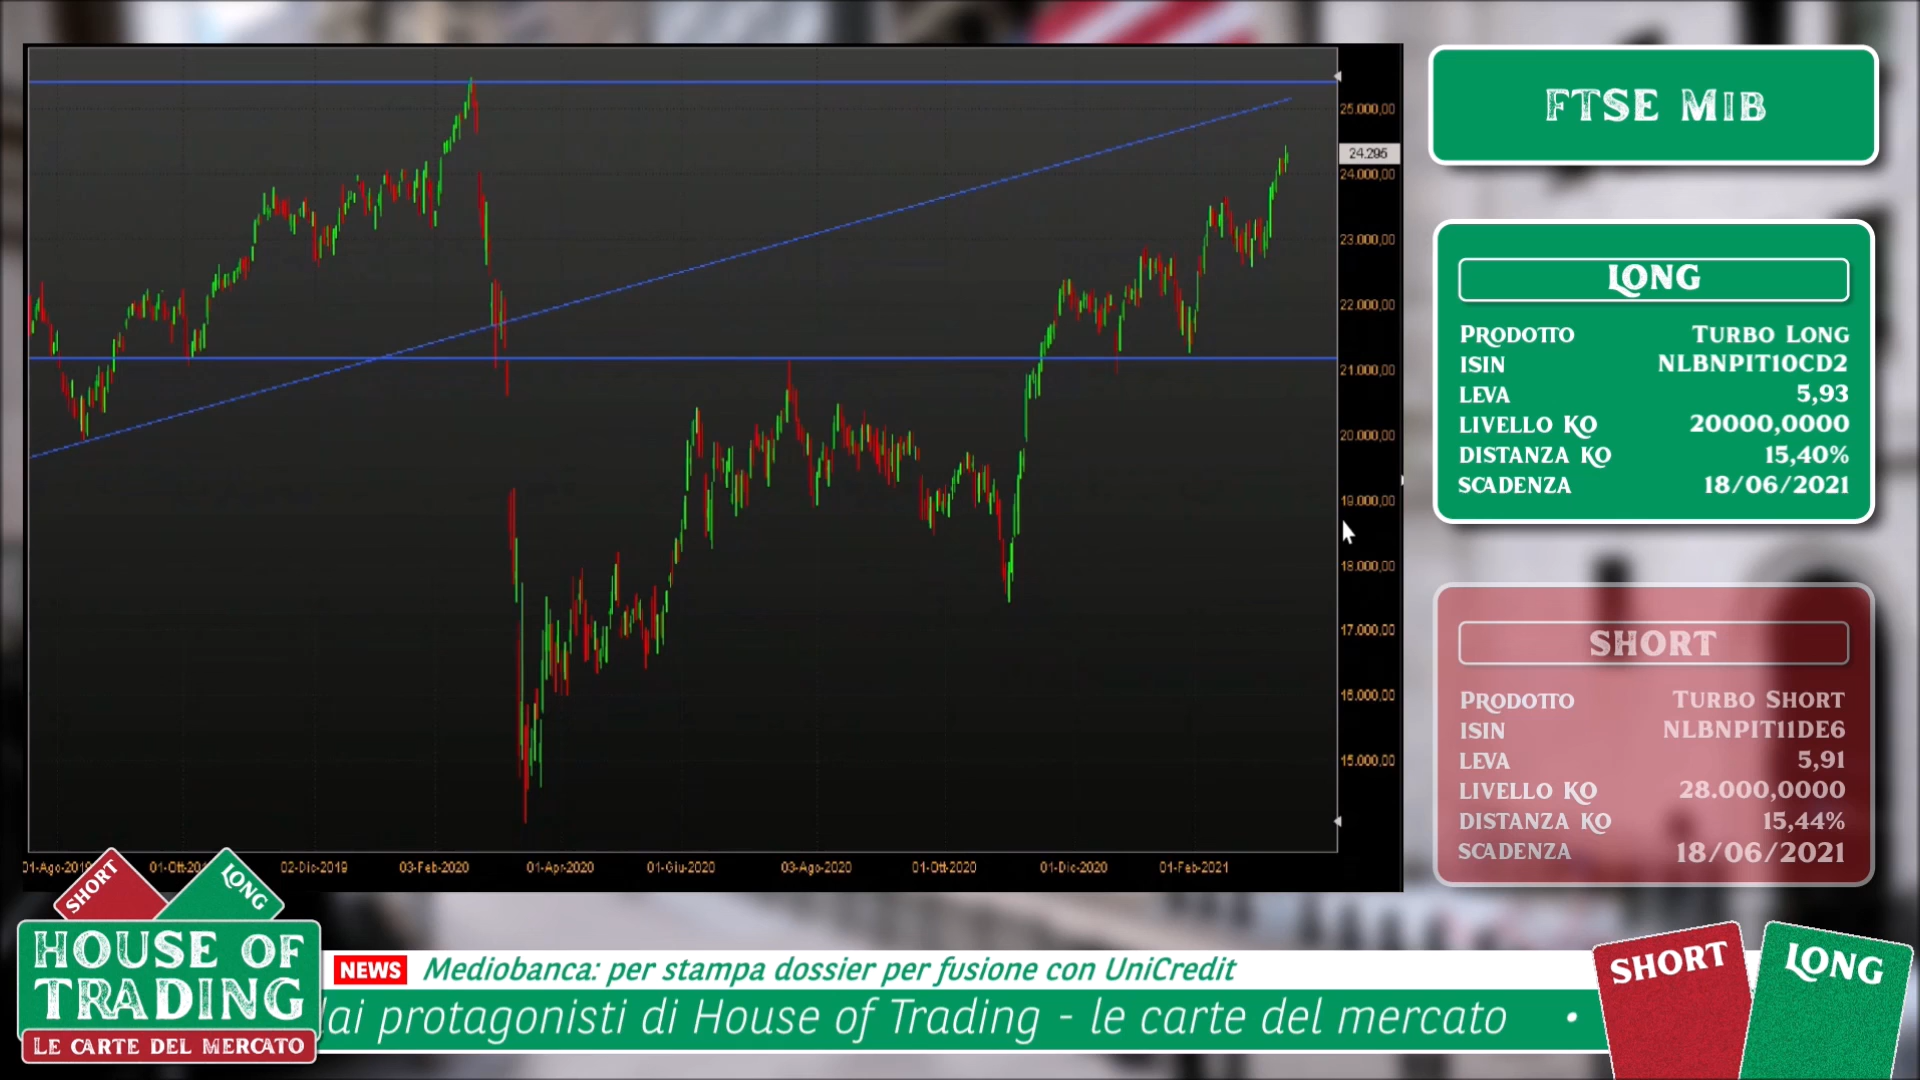 25.000,00
24.295
24.000,00
23.000,00
22.000,00
21.000,00
20.000,00
19.000,00
18.000,00
17.000,00
16.000,00
15.000,00
02-Dic-2019 03-Feb-2020 01-Apr-2020 01-Giu-2020 03-Ago-2020 01-Ott-2020 01-Dic-2020 01-Feb-2021
FTSE MIB
LONG
PRODOTTO TURBO LONG
ISIN NLBNPIT10CD2
LEVA 5,93
LIVELLO KO 20000,0000
DISTANZA KO 15,40%
SCADENZA 18/06/2021
SHORT
PRODOTTO TURBO SHORT
ISIN NLBNPIT11DE6
LEVA 5,91
LIVELLO KO 28.000,0000
DISTANZA KO 15,44%
SCADENZA 18/06/2021
SHORT LONG
HOUSE OF
TRADING
LE CARTE DEL MERCATO
NEWS Mediobanca: per stampa dossier per fusione con UniCredit
ai protagonisti di House of Trading - le carte del mercato •
SHORT LONG